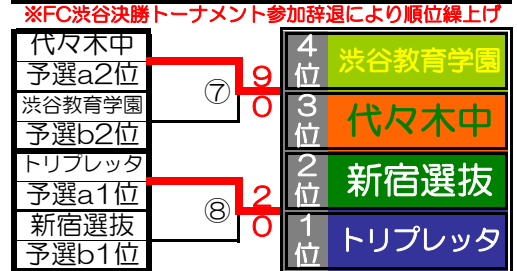 ※FC渋谷決勝トーナメント参加辞退により順位繰上げ
代々木中
予選a2位
渋谷教育学園
予選b2位
トリプレッタ
予選a1位
新宿選抜
予選b1位
⑦
9
0
⑧
2
0
4位 渋谷教育学園
3位 代々木中
2位 新宿選抜
1位 トリプレッタ